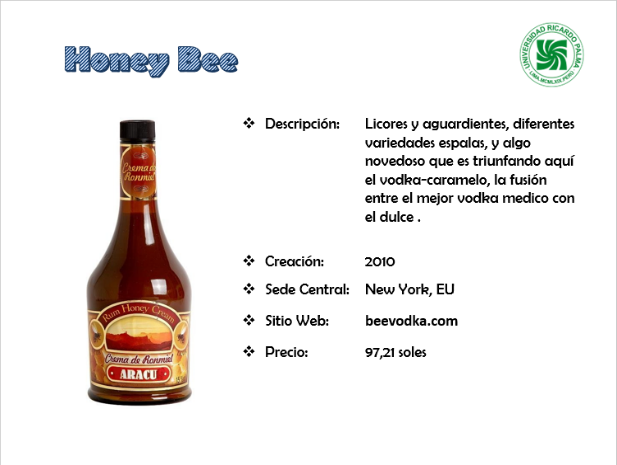 Honey Bee
UNIVERSIDAD RICARDO PALMA
LIMA, MCMLXIX, PERÚ
❖ Descripción: Licores y aguardientes, diferentes
variedades espalas, y algo
novedoso que es triunfando aquí
el vodka-caramelo, la fusión
entre el mejor vodka medico con
el dulce .
❖ Creación: 2010
❖ Sede Central: New York, EU
❖ Sitio Web: beevodka.com
❖ Precio: 97,21 soles
Crema de
Ronmiel
Rum Honey Cream
Crema de Ronmiel
ARACU